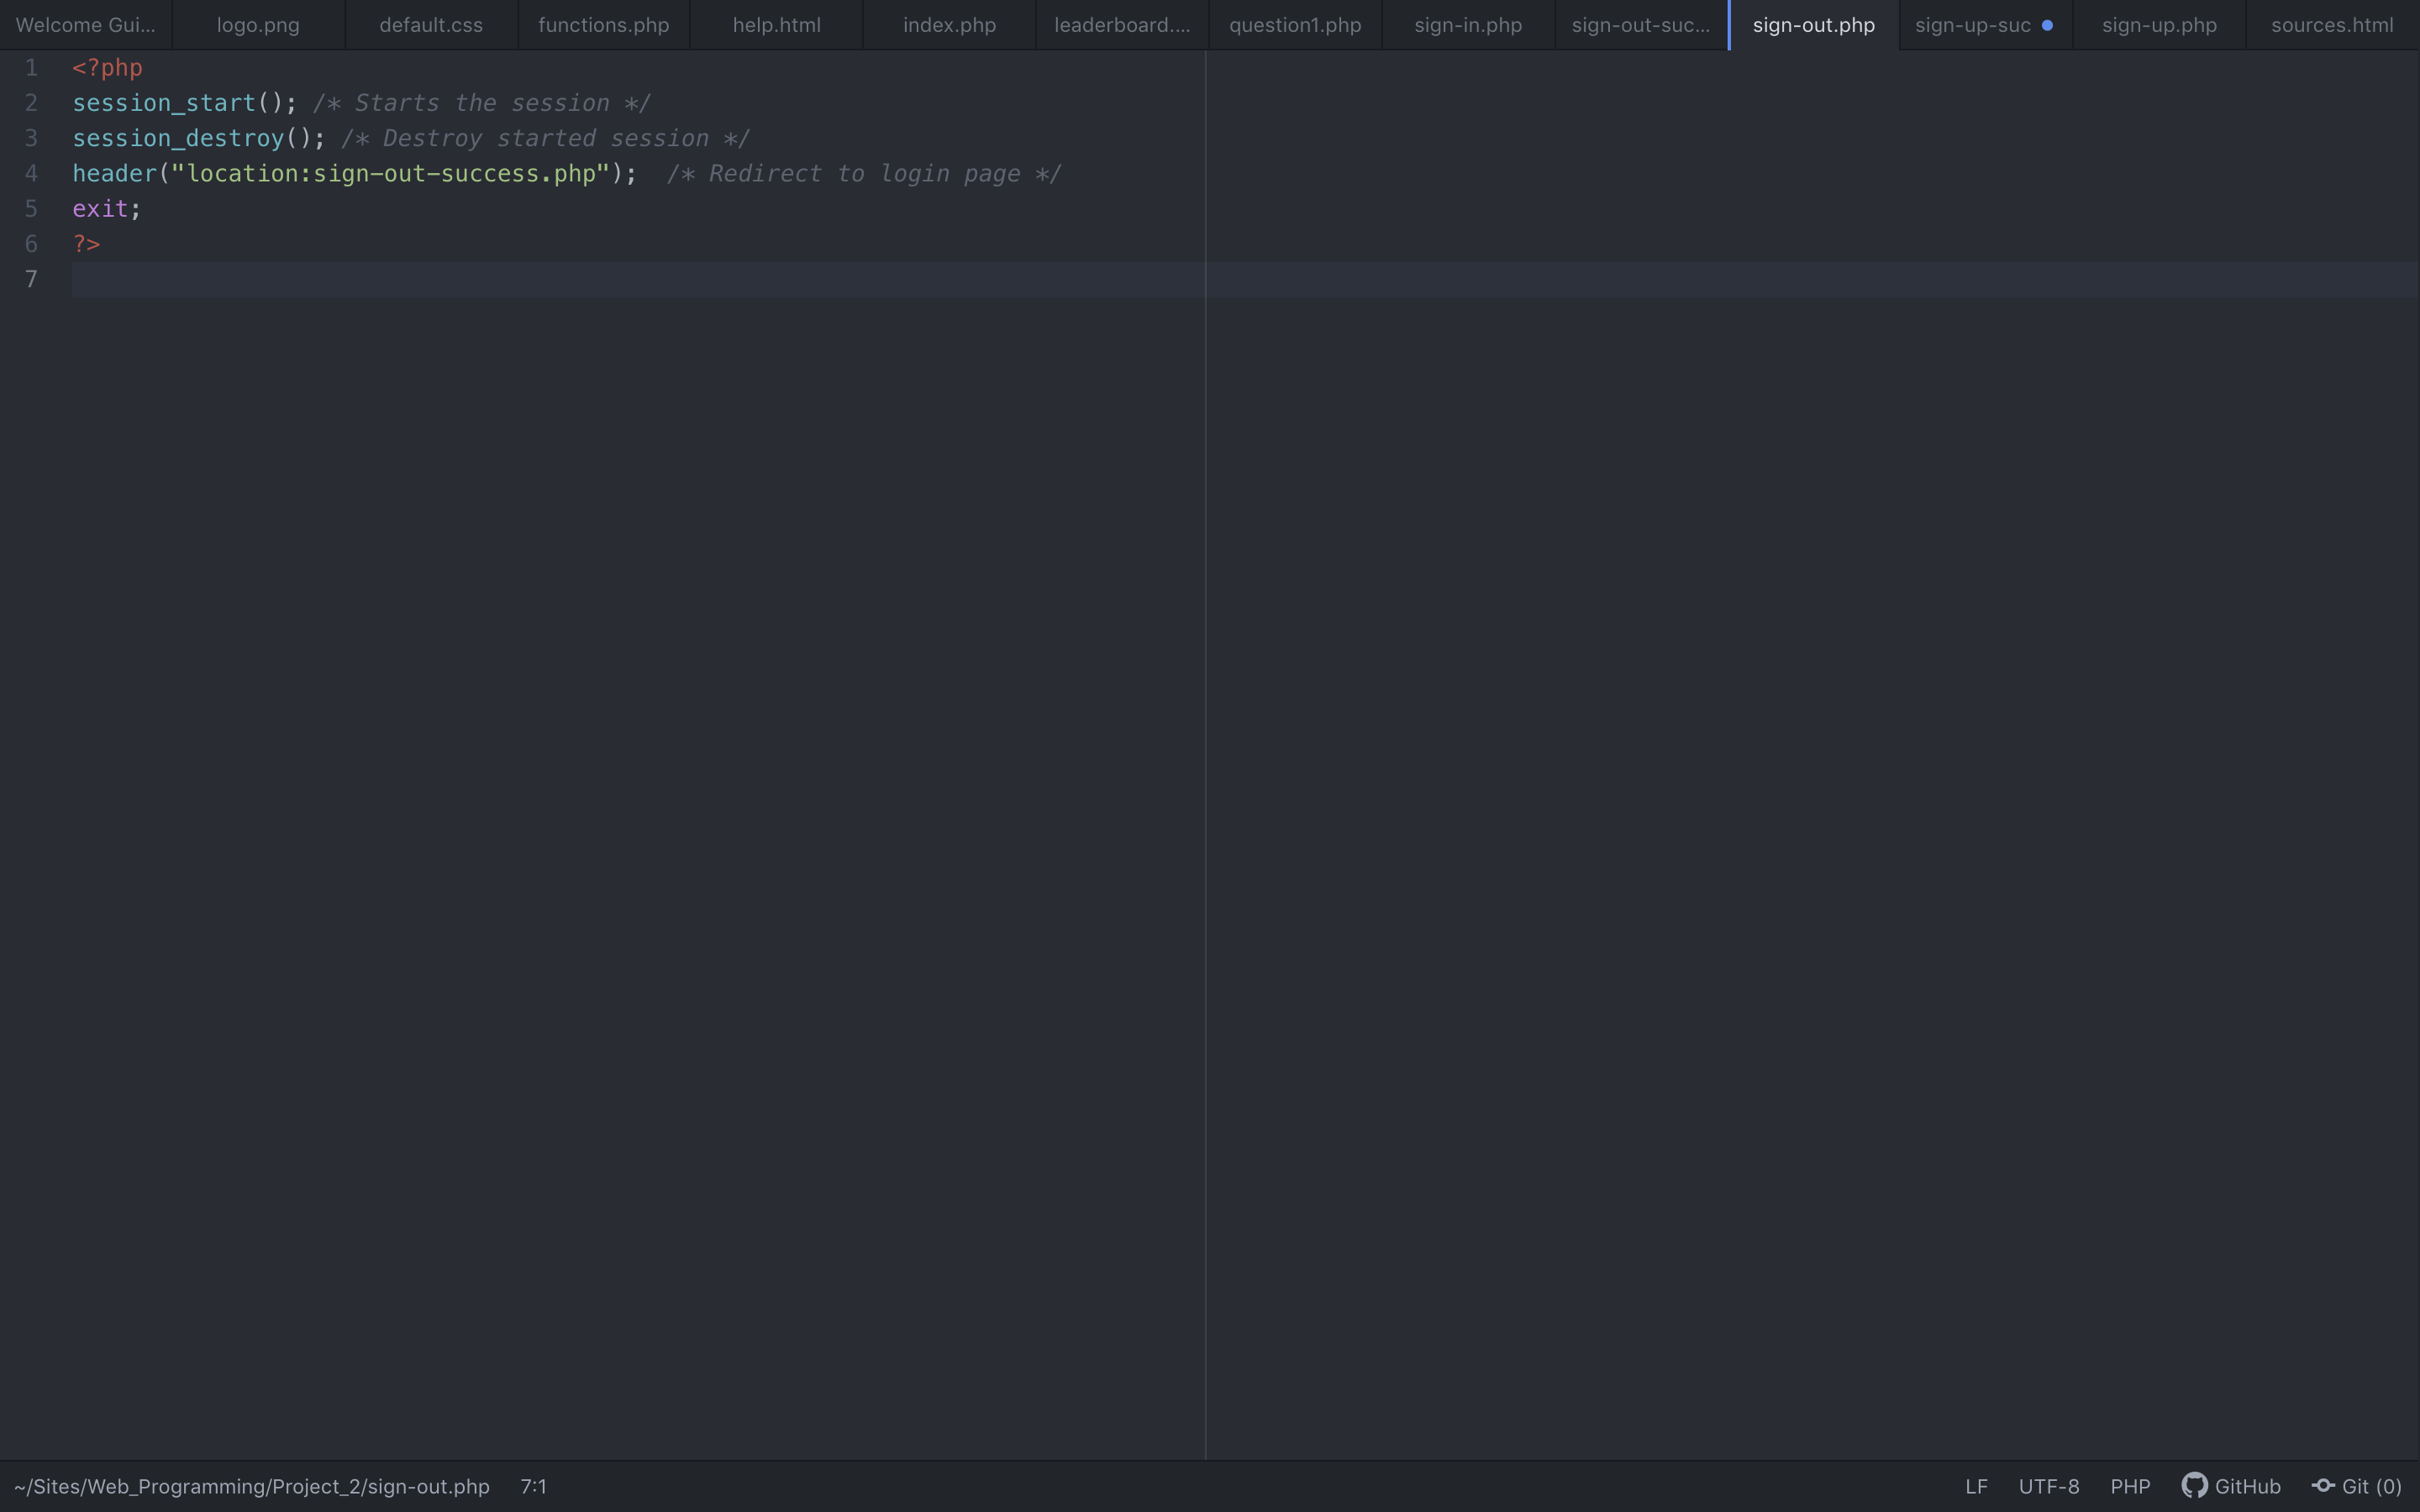 Welcome Gui... logo.png default.css functions.php help.html index.php leaderboard.... question1.php sign-in.php sign-out-suc... sign-out.php sign-up-suc sign-up.php sources.html
1 <?php
2 session_start(); /* Starts the session */
3 session_destroy(); /* Destroy started session */
4 header("location:sign-out-success.php");  /* Redirect to login page */
5 exit;
6 ?>
7
~/Sites/Web_Programming/Project_2/sign-out.php 7:1 LF UTF-8 PHP GitHub Git (0)